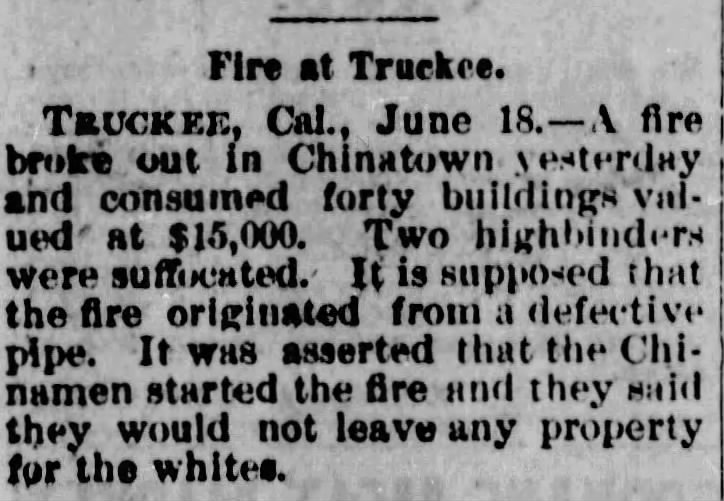 Fire at Truckee.
TRUCKEE, Cal., June 18.—A fire
broke out in Chinatown yesterday
and consumed forty buildings val-
ued at $15,000. Two highbinders
were suffocated. It is supposed that
the fire originated from a defective
pipe. It was asserted that the Chi-
namen started the fire and they said
they would not leave any property
for the whites.